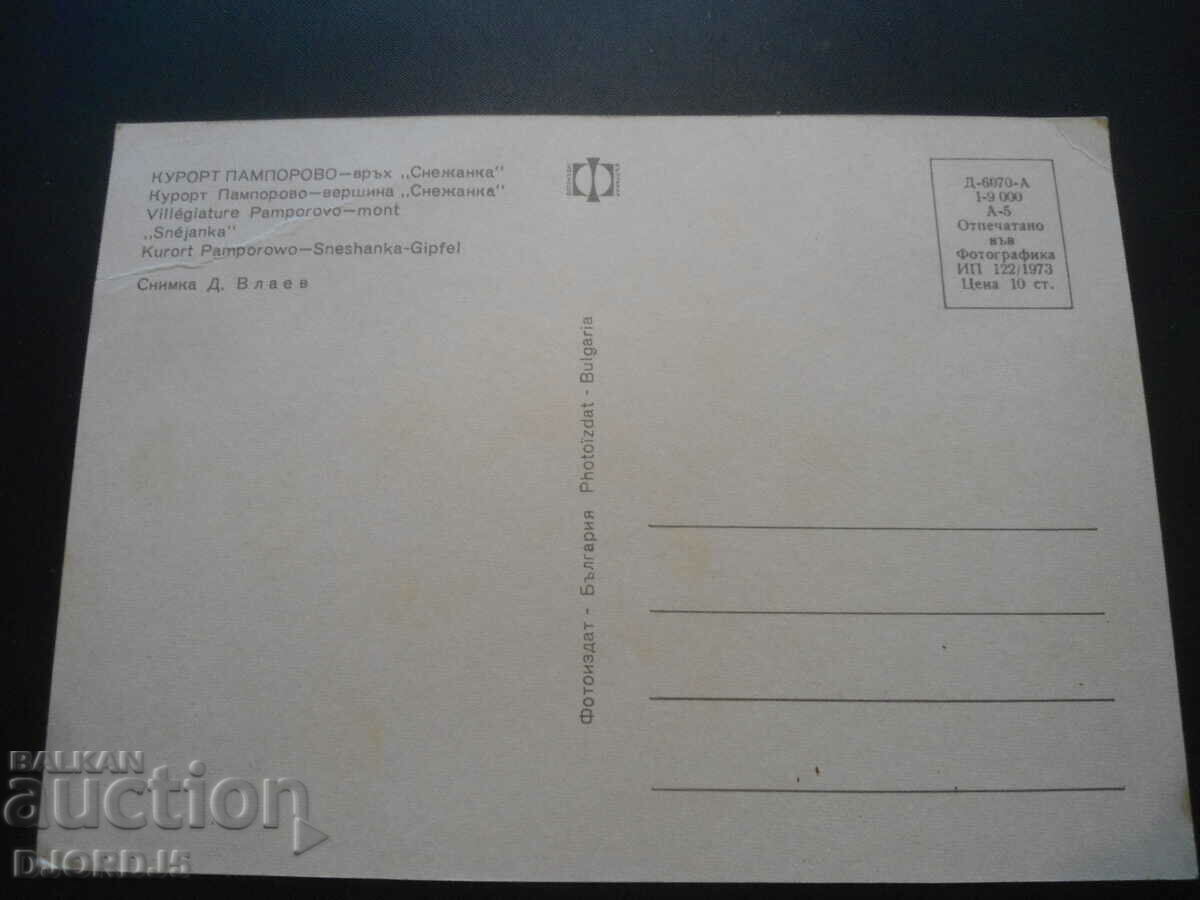 КУРОРТ ПАМПОРОВО—връх „Снежанка"
Курорт Пампорово—вершина „Снежанка"
Villégiature Pamporovo—mont
„Snéjanka"
Kurort Pamporowo—Sneshanka-Gipfel
Снимка Д. Влаев
Д-6070-А
1-9 000
А-5
Отпечатано
във
Фотографика
ИП 122/1973
Цена 10 ст.
Фотоиздат - България Photoïzdat - Bulgaria
BALKAN
auction
DJORD.J5